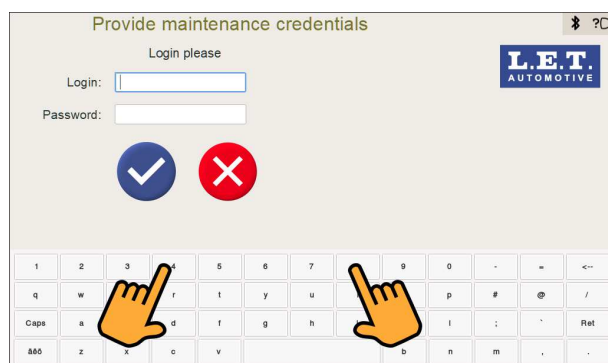 Provide maintenance credentials
?
Login please
L.E.T.
AUTOMOTIVE
Login:
Password:
1 2 3 4 5 6 7 9 0 - = <--
q w r t y u p # @ /
Caps a d f g h l ; ` Ret
âêô z x c v b n m , .